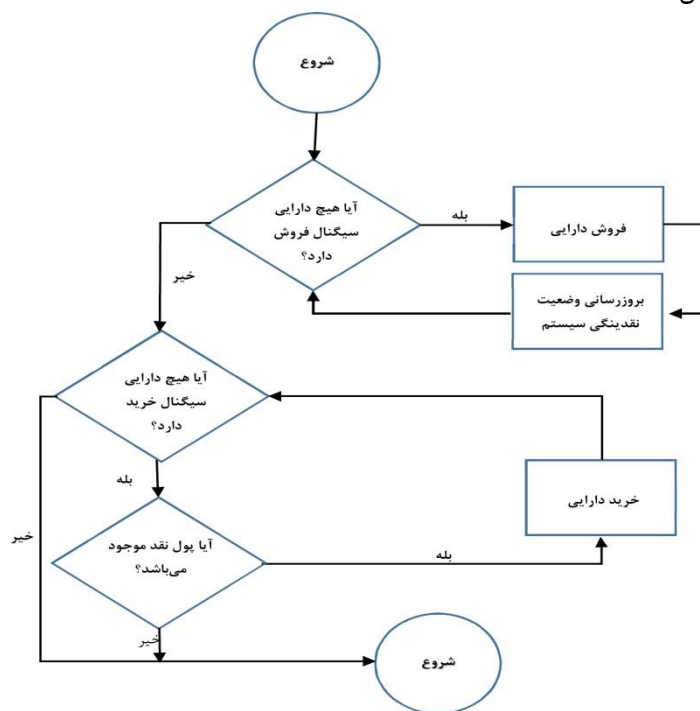 شروع
آیا هیچ دارایی
سیگنال فروش
دارد؟
بله
فروش دارایی
خیر
بروزرسانی وضعیت
نقدینگی سیستم
آیا هیچ دارایی
سیگنال خرید
دارد؟
بله
خرید دارایی
خیر
آیا پول نقد موجود
می‌باشد؟
بله
خیر
شروع